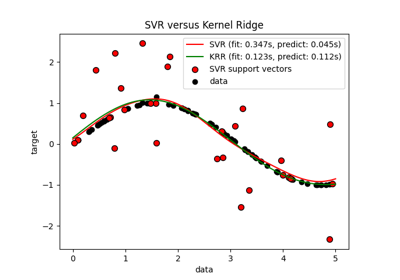 SVR versus Kernel Ridge
SVR (fit: 0.347s, predict: 0.045s)
KRR (fit: 0.123s, predict: 0.112s)
SVR support vectors
data
target
2
1
0
−1
−2
0
1
2
3
4
5
data